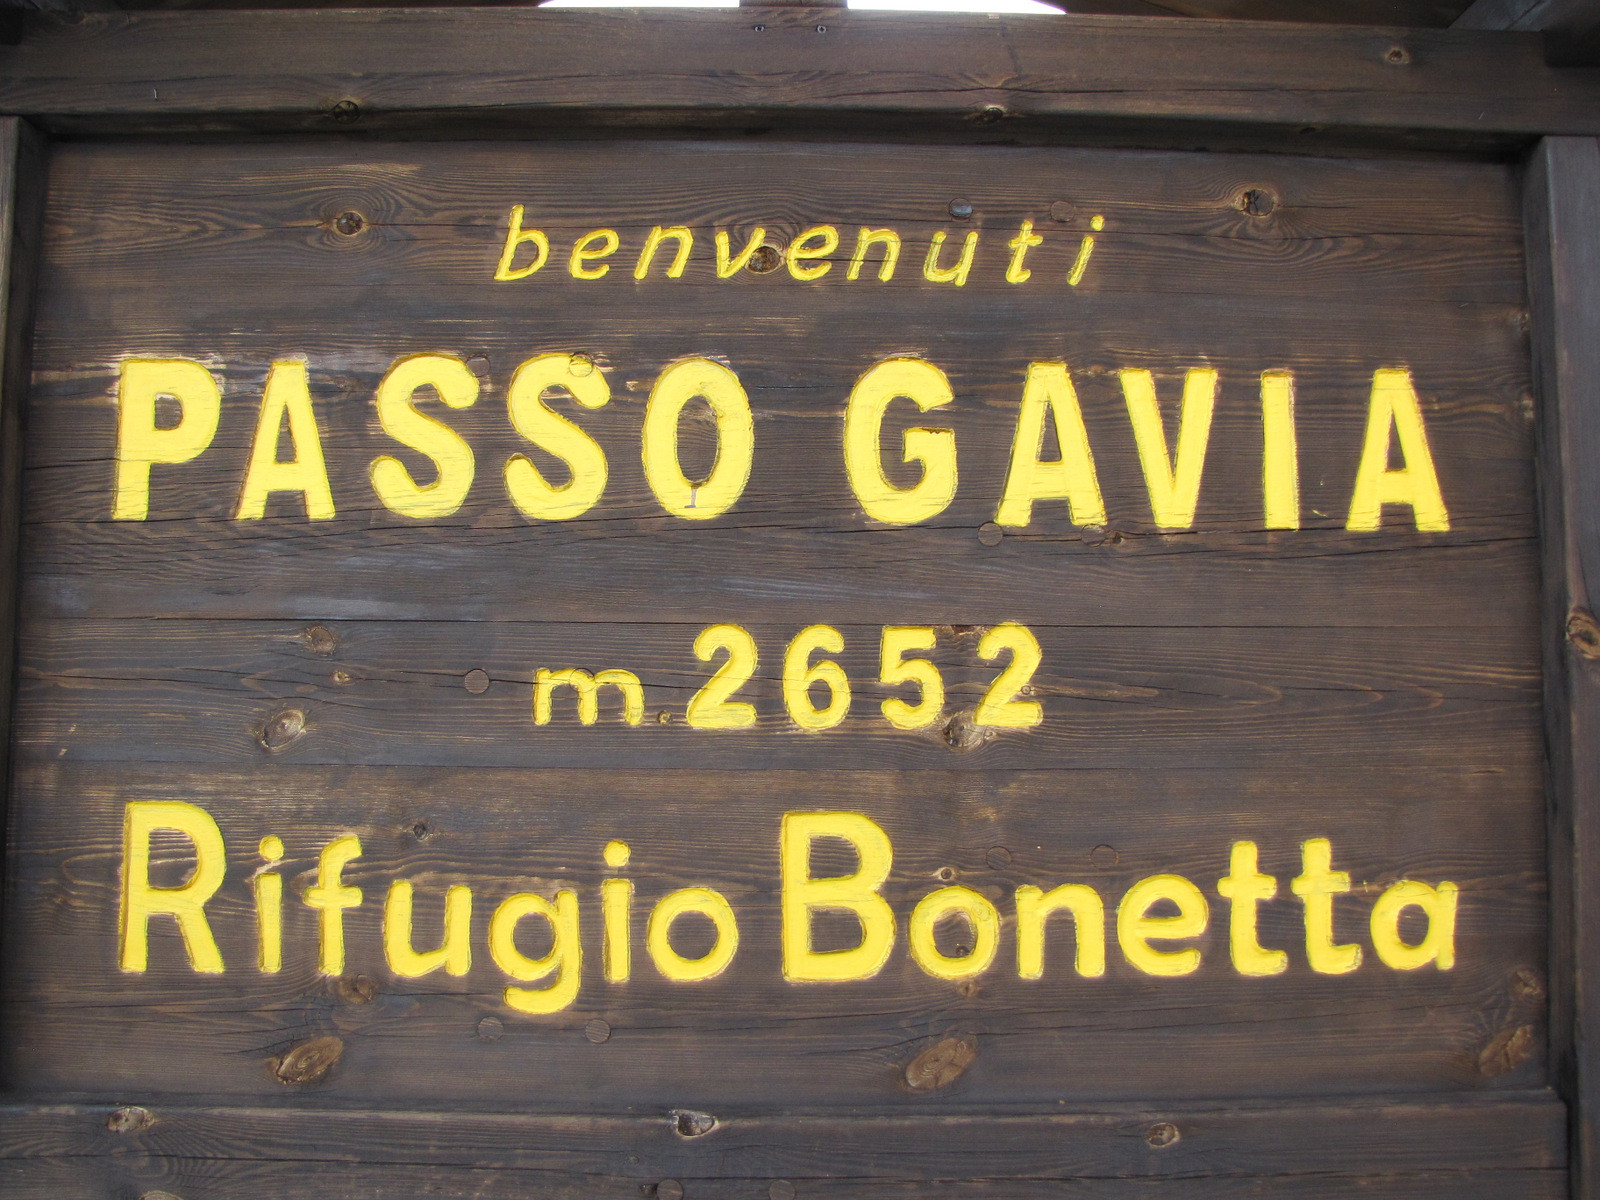 benvenuti
PASSO GAVIA
m.2652
Rifugio Bonetta